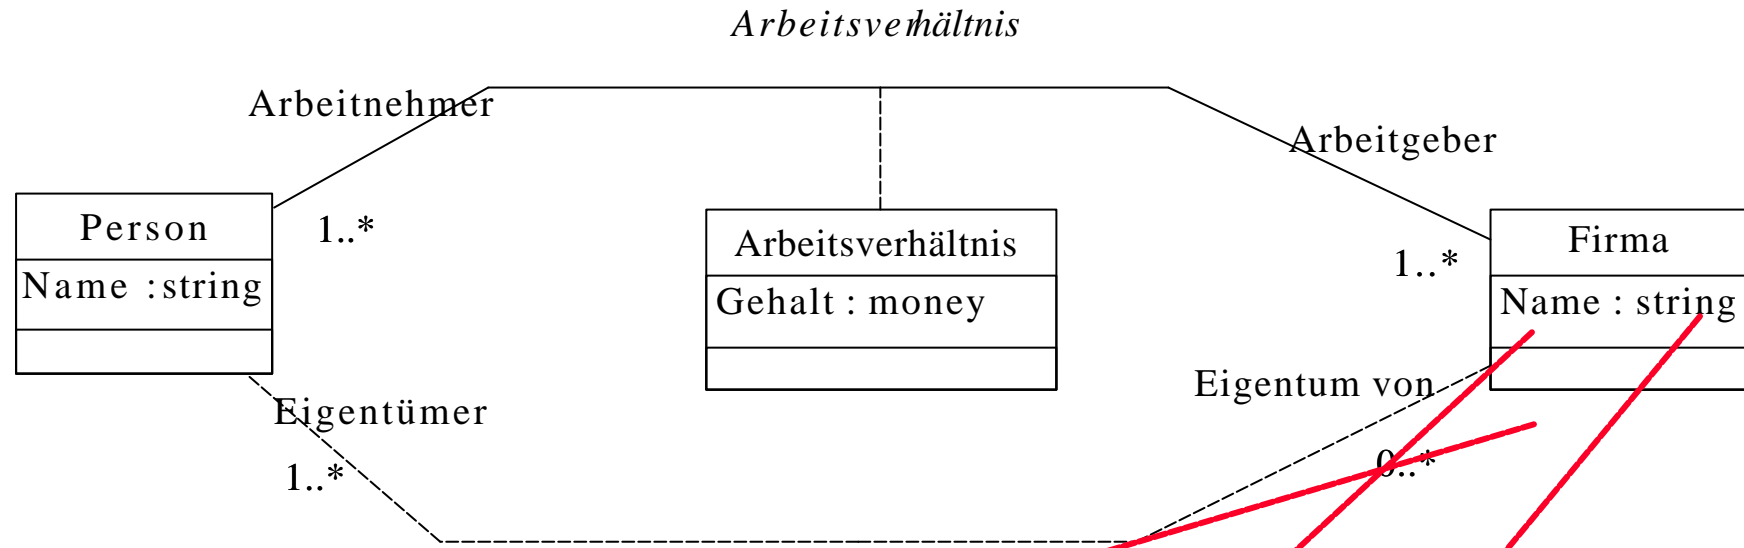 Arbeitsverhältnis
Arbeitnehmer
Arbeitgeber
Person
1..*
Arbeitsverhältnis
Firma
1..*
Name : string
Gehalt : money
Name : string
Eigentümer
Eigentum von
1..*
0..*